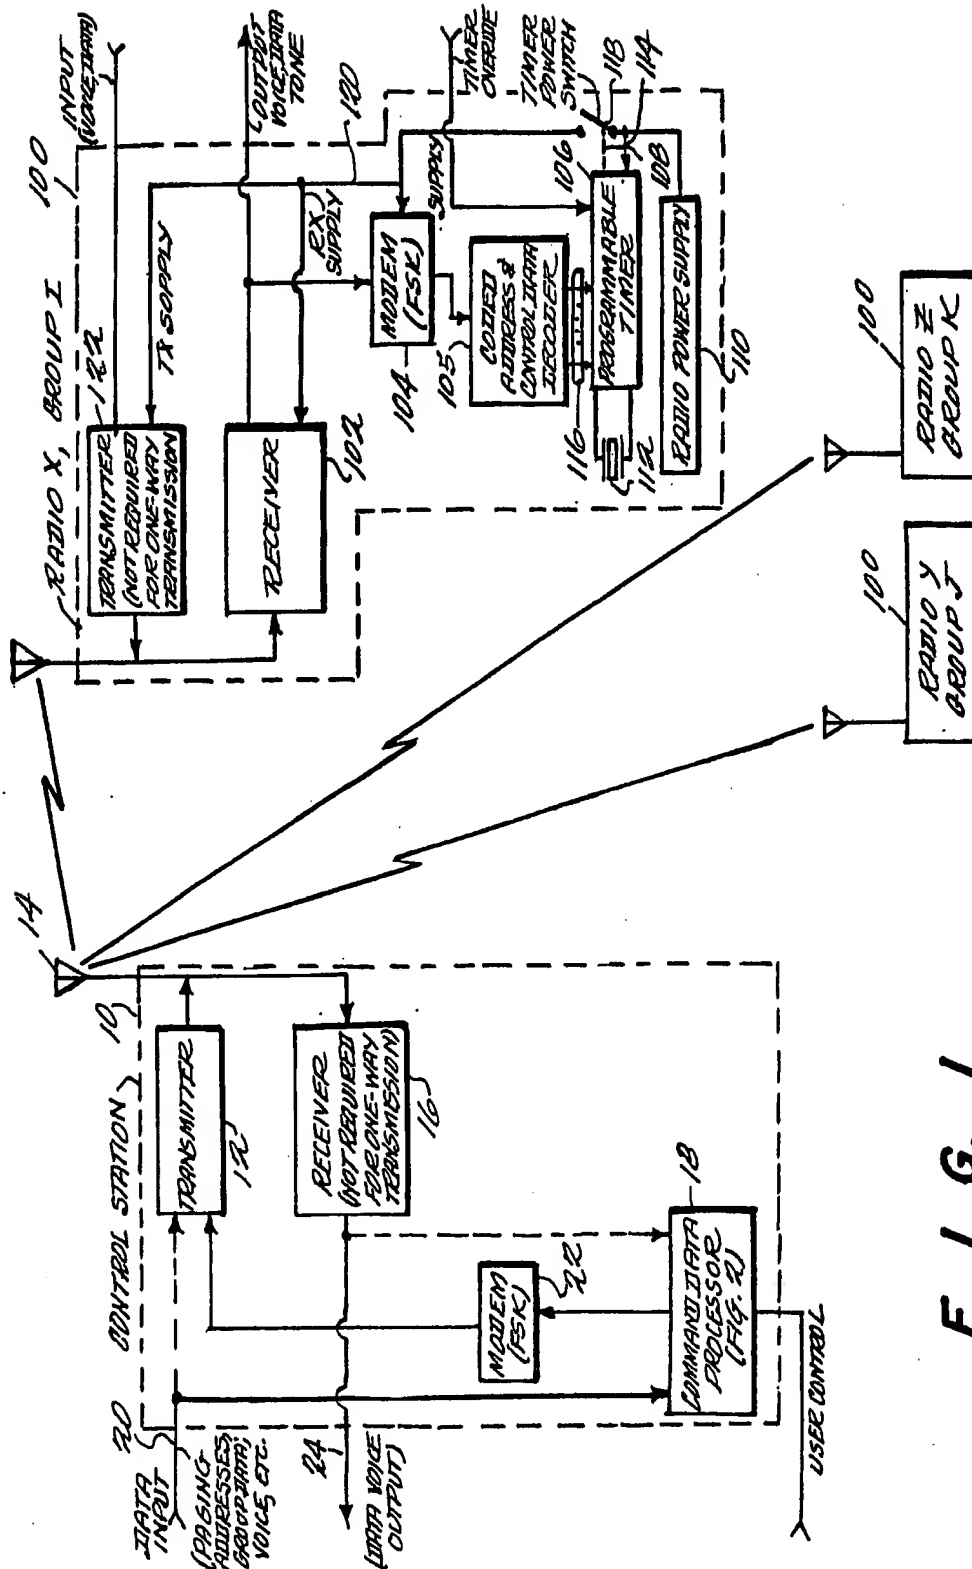 DATA
INPUT
20
(PAGING
ADDRESSES,
GROUP DATA,
VOICE, ETC.
24
(DATA VOICE
OUTPUT)
CONTROL STATION
10
14
TRANSMITTER
12
RECEIVER
(NOT REQUIRED
FOR ONE-WAY
TRANSMISSION)
16
MODEM
(FSK)
22
COMMAND DATA
PROCESSOR
(FIG. 2)
18
USER CONTROL
RADIO X, GROUP I
100
TRANSMITTER
(NOT REQUIRED
FOR ONE-WAY
TRANSMISSION
122
INPUT
(VOICE, DATA)
TX SUPPLY
RECEIVER
102
RX
SUPPLY
OUTPUT
VOICE, DATA
TONE
120
MODEM
(FSK)
104
SUPPLY
CODED
ADDRESS &
CONTROL DATA
DECODER
105
TIMER
OVERRIDE
TIMER
POWER
SWITCH
118
114
106
108
116
PROGRAMMABLE
TIMER
112
RADIO POWER SUPPLY
110
RADIO Y
GROUP J
100
RADIO Z
GROUP K
100
FIG. 1